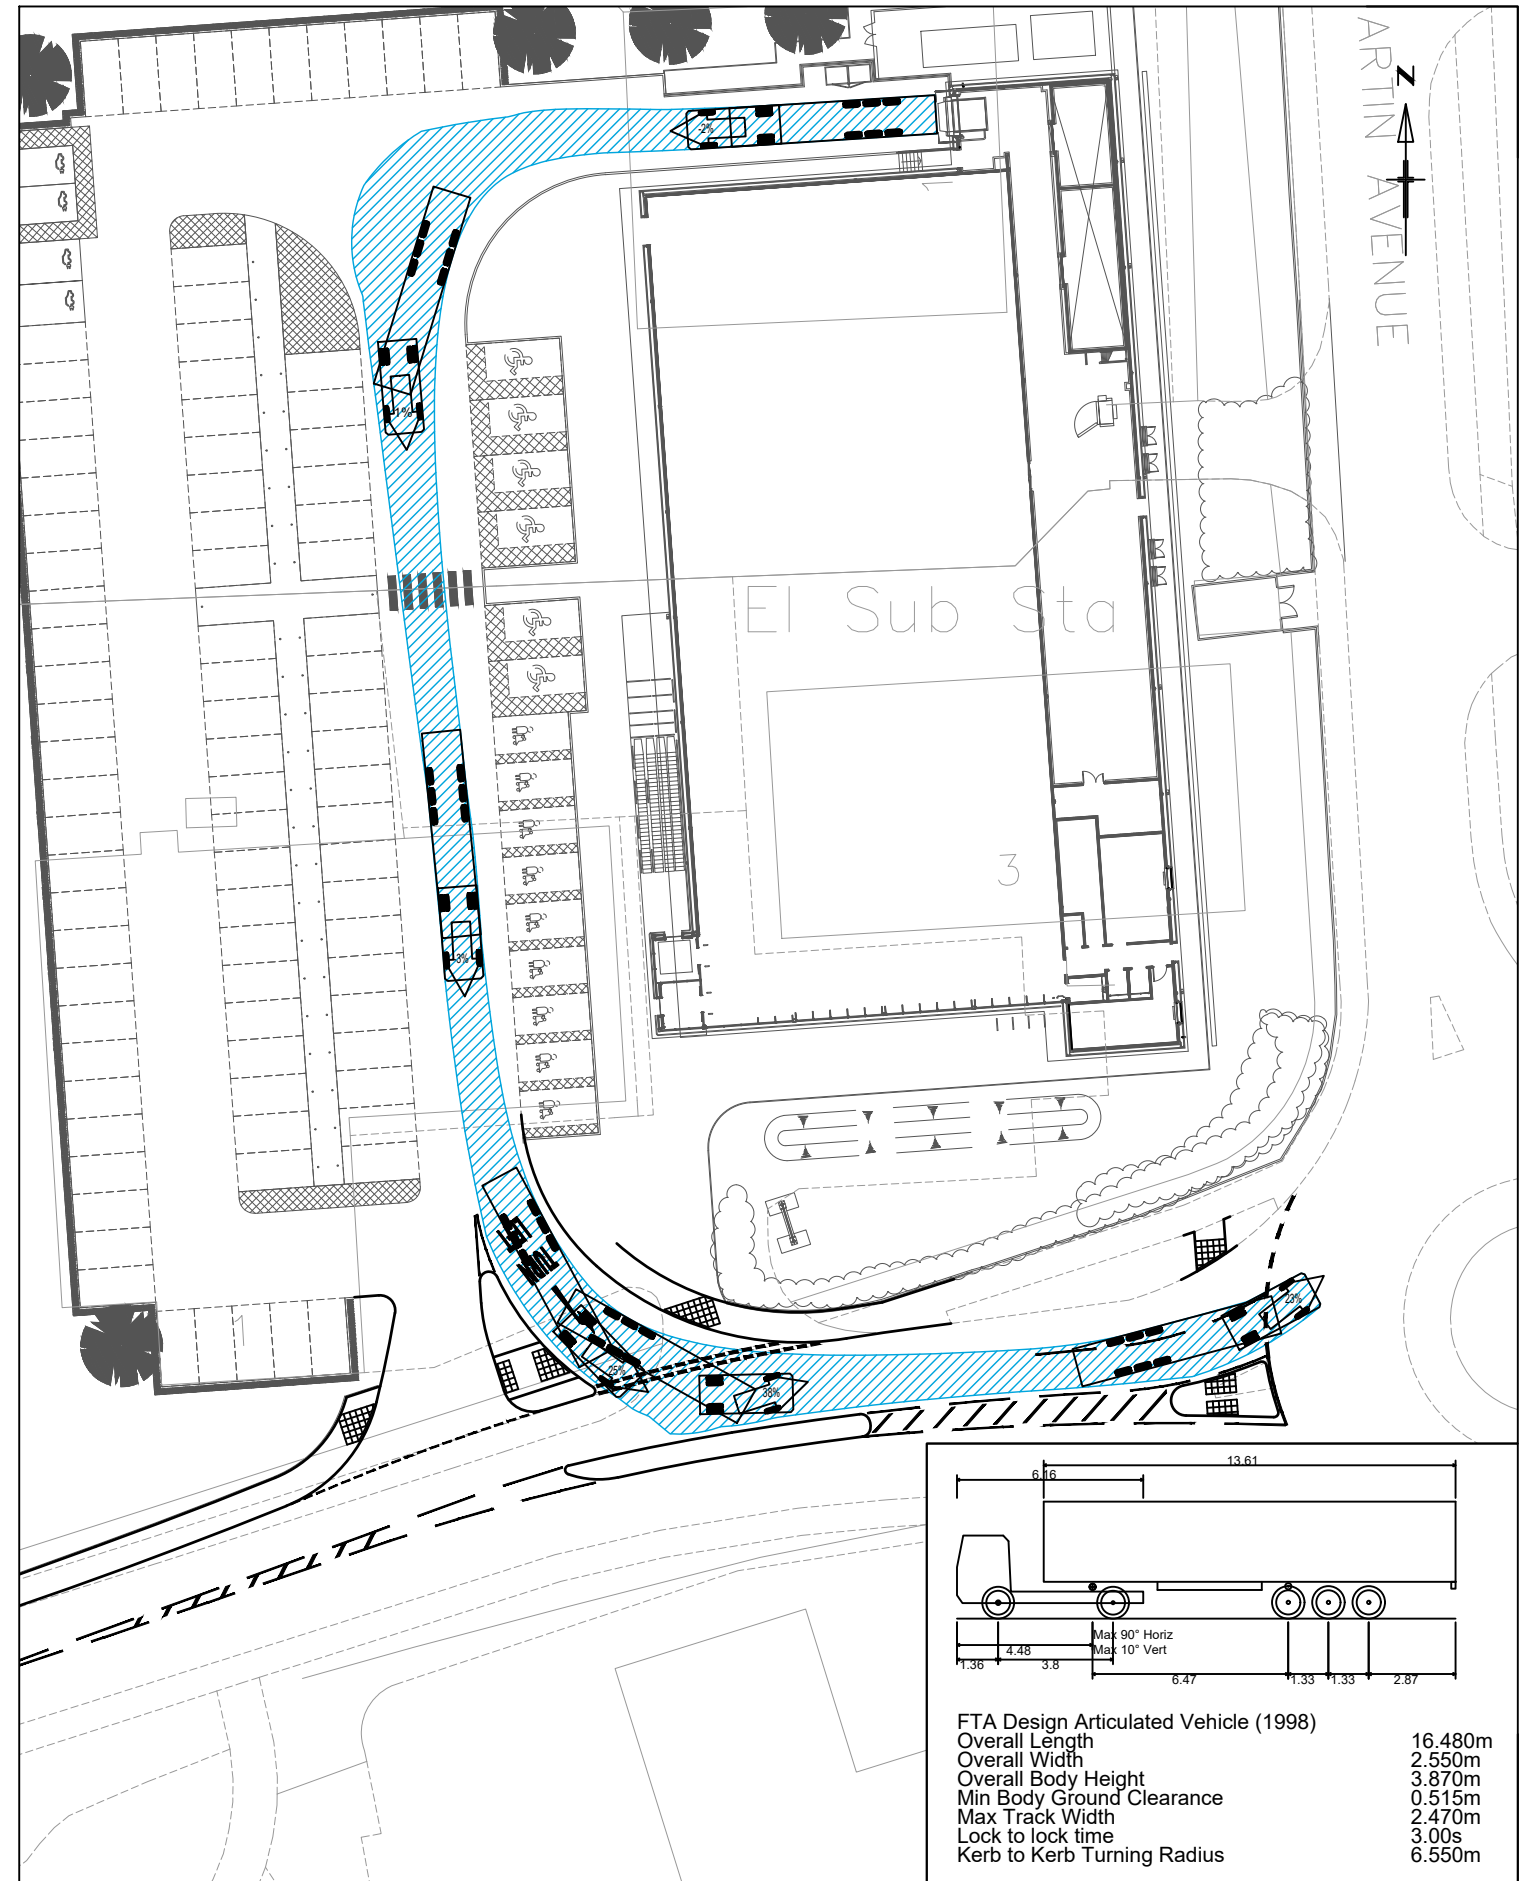 ARTIN AVENUE
N
-2%
1%
El Sub Sta
3
3%
1
LEFT
TURN
25%
38%
23%
13.61
6.16
Max 90° Horiz
Max 10° Vert
4.48
1.36
3.8
6.47
1.33
1.33
2.87
FTA Design Articulated Vehicle (1998)
Overall Length 16.480m
Overall Width 2.550m
Overall Body Height 3.870m
Min Body Ground Clearance 0.515m
Max Track Width 2.470m
Lock to lock time 3.00s
Kerb to Kerb Turning Radius 6.550m